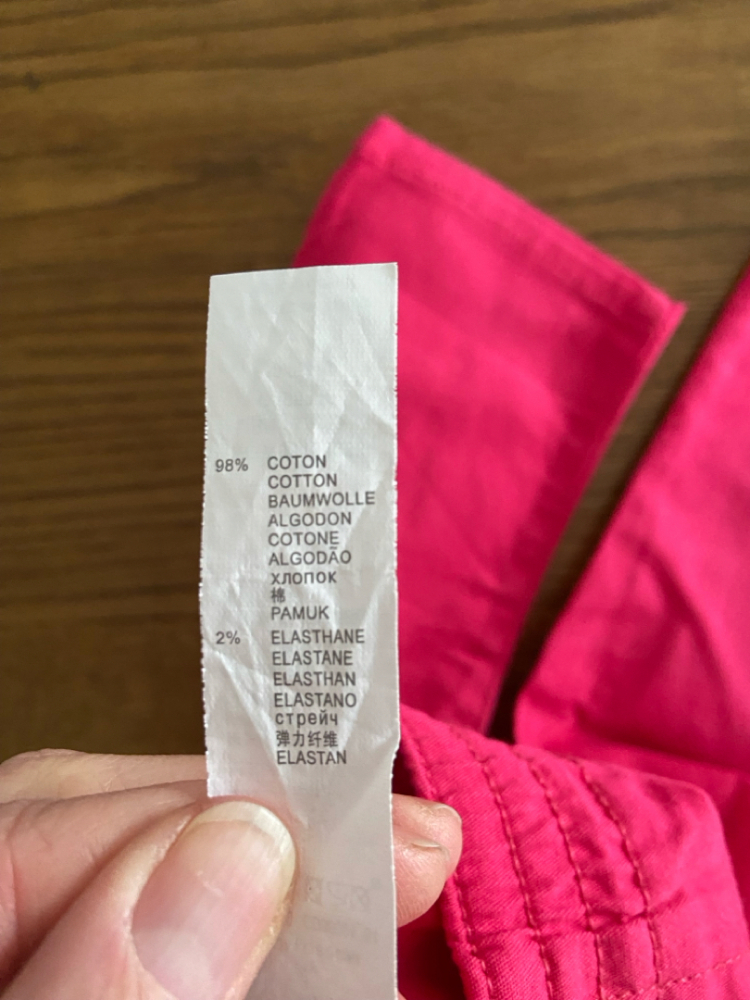 98% COTON
COTTON
BAUMWOLLE
ALGODON
COTONE
ALGODÃO
хлопок
棉
PAMUK
2% ELASTHANE
ELASTANE
ELASTHAN
ELASTANO
стрейч
弹力纤维
ELASTAN